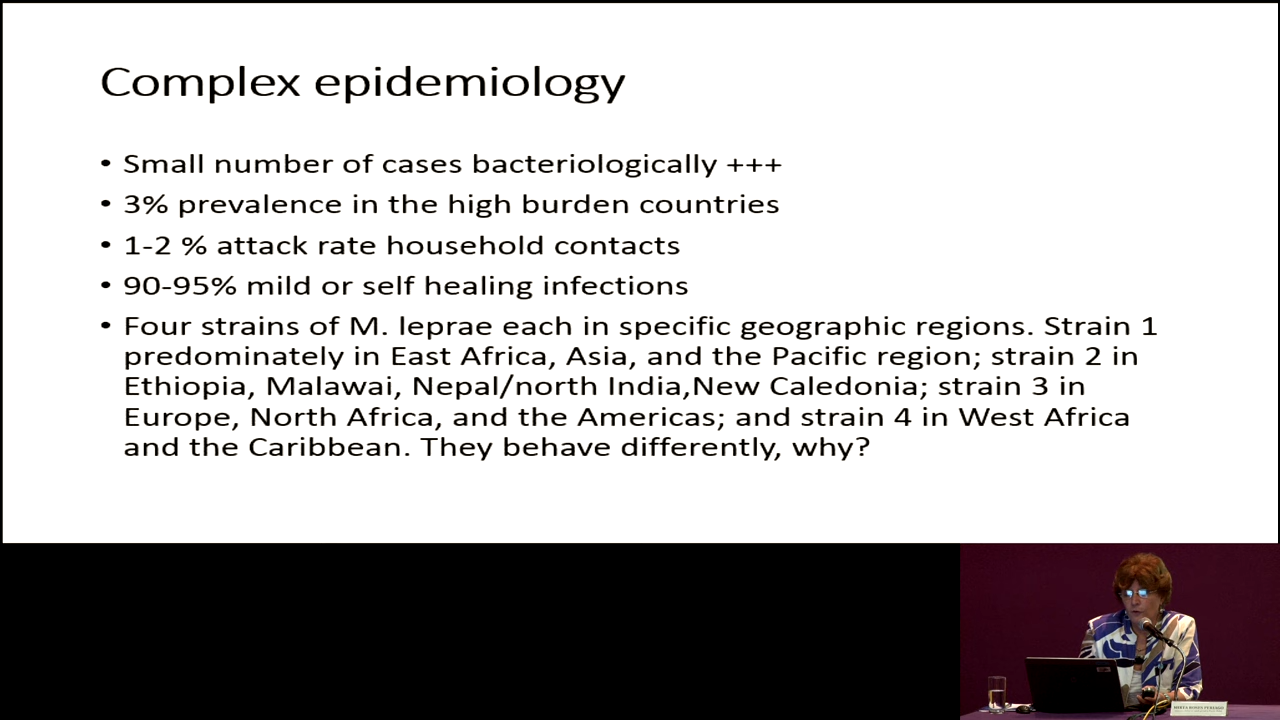 Complex epidemiology
• Small number of cases bacteriologically +++
• 3% prevalence in the high burden countries
• 1-2 % attack rate household contacts
• 90-95% mild or self healing infections
• Four strains of M. leprae each in specific geographic regions. Strain 1
predominately in East Africa, Asia, and the Pacific region; strain 2 in
Ethiopia, Malawai, Nepal/north India,New Caledonia; strain 3 in
Europe, North Africa, and the Americas; and strain 4 in West Africa
and the Caribbean. They behave differently, why?